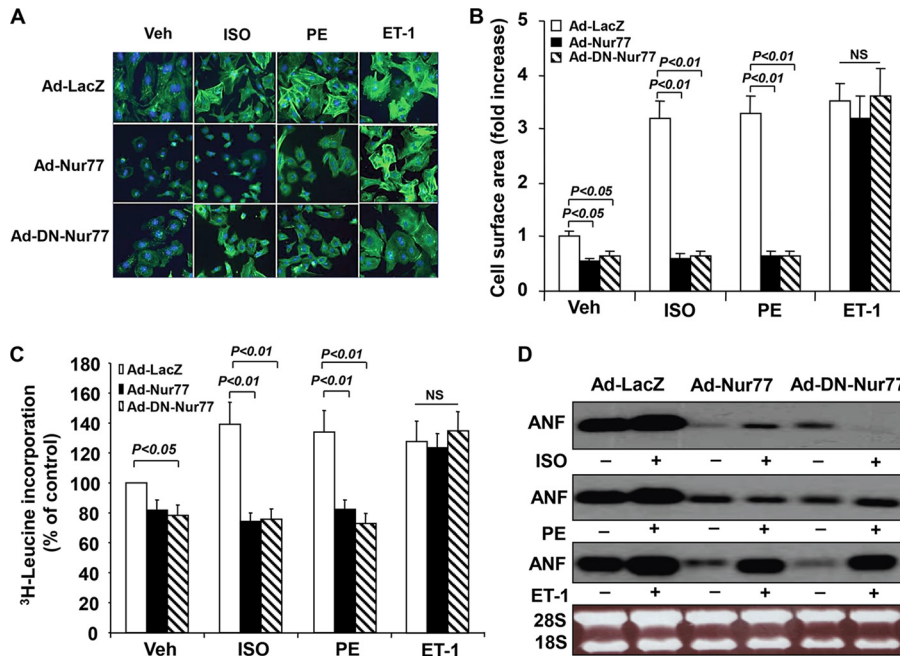 A
Veh ISO PE ET-1
Ad-LacZ
Ad-Nur77
Ad-DN-Nur77
B
Cell surface area (fold increase)
5
4
3
2
1
0
Ad-LacZ
Ad-Nur77
Ad-DN-Nur77
P<0.05
P<0.05
P<0.01
P<0.01
P<0.01
P<0.01
NS
Veh ISO PE ET-1
C
³H-Leucine incorporation
(% of control)
180
160
140
120
100
80
60
40
20
0
Ad-LacZ
Ad-Nur77
Ad-DN-Nur77
P<0.05
P<0.01
P<0.01
P<0.01
P<0.01
NS
Veh ISO PE ET-1
D
Ad-LacZ Ad-Nur77 Ad-DN-Nur77
ANF
ISO – + – + – +
ANF
PE – + – + – +
ANF
ET-1 – + – + – +
28S
18S